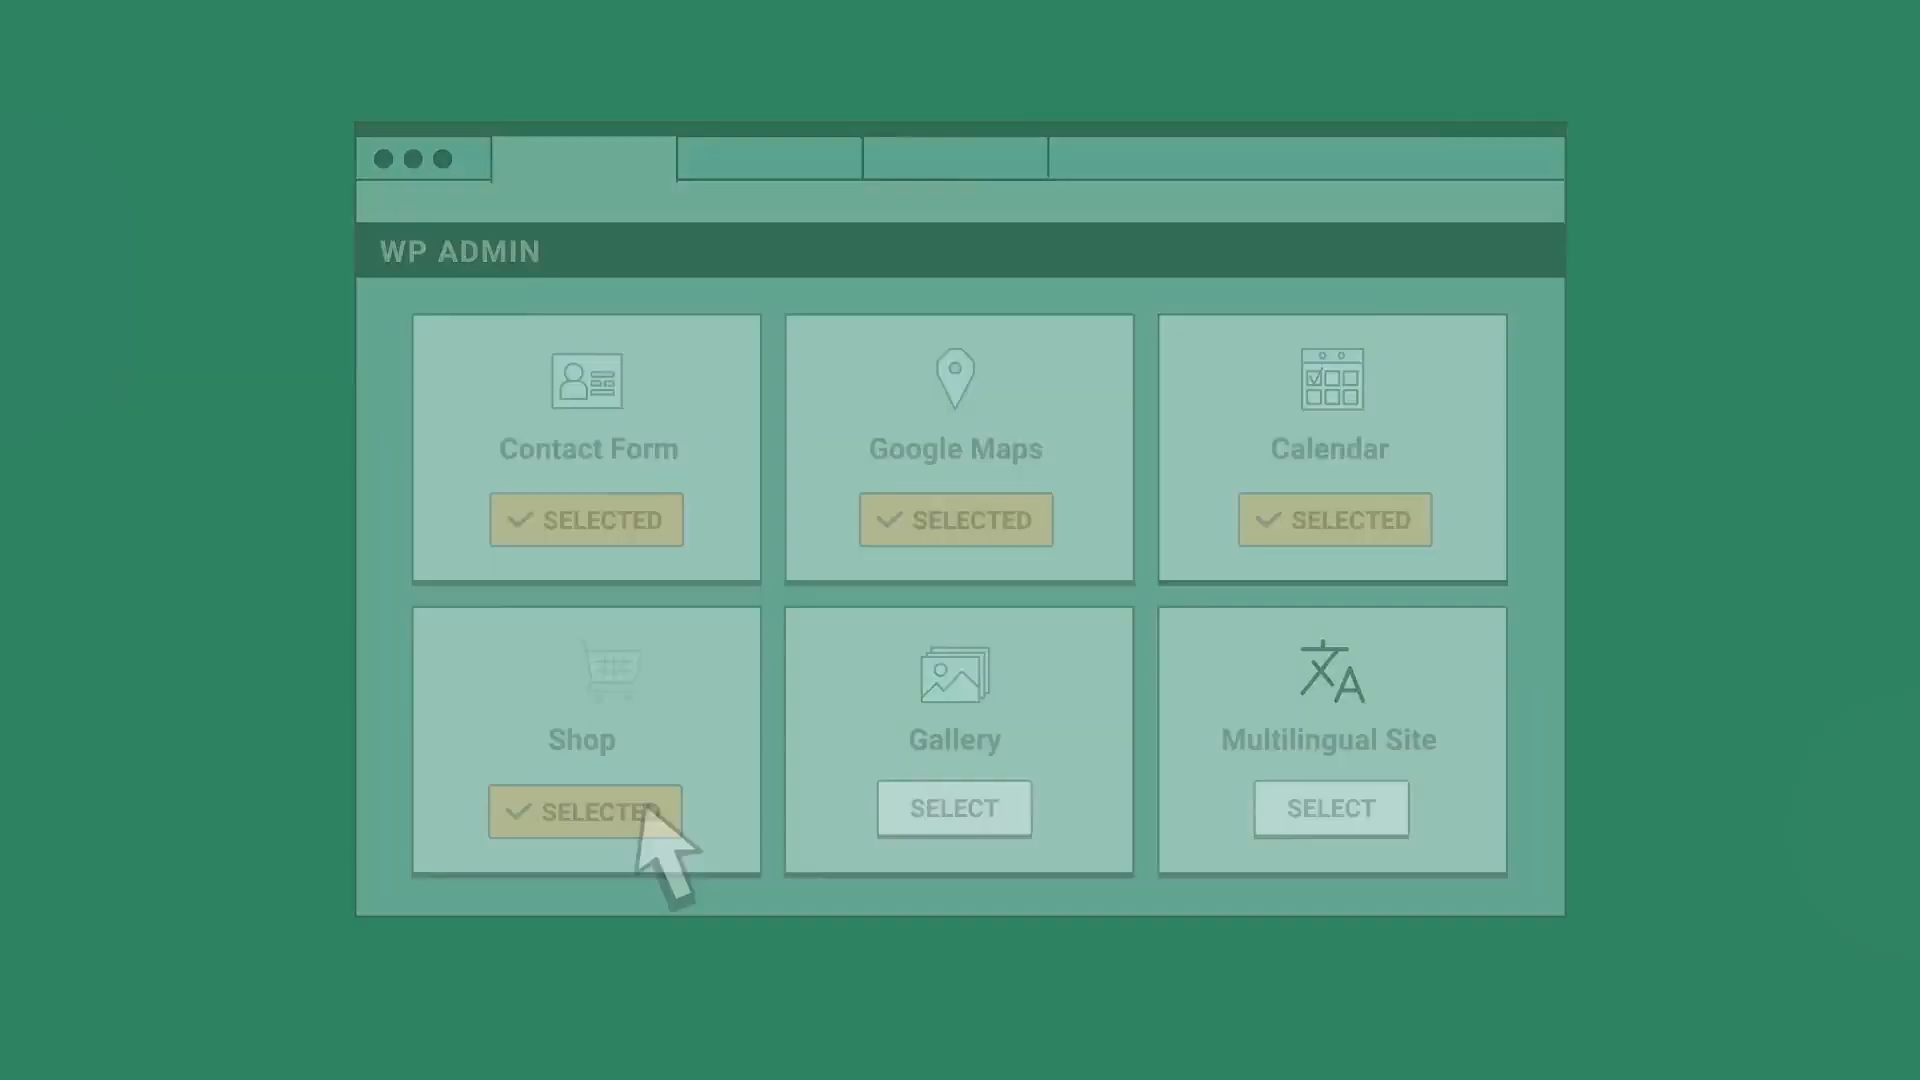 WP ADMIN
Contact Form
Google Maps
Calendar
SELECTED
SELECTED
SELECTED
Shop
Gallery
Multilingual Site
SELECTED
SELECT
SELECT